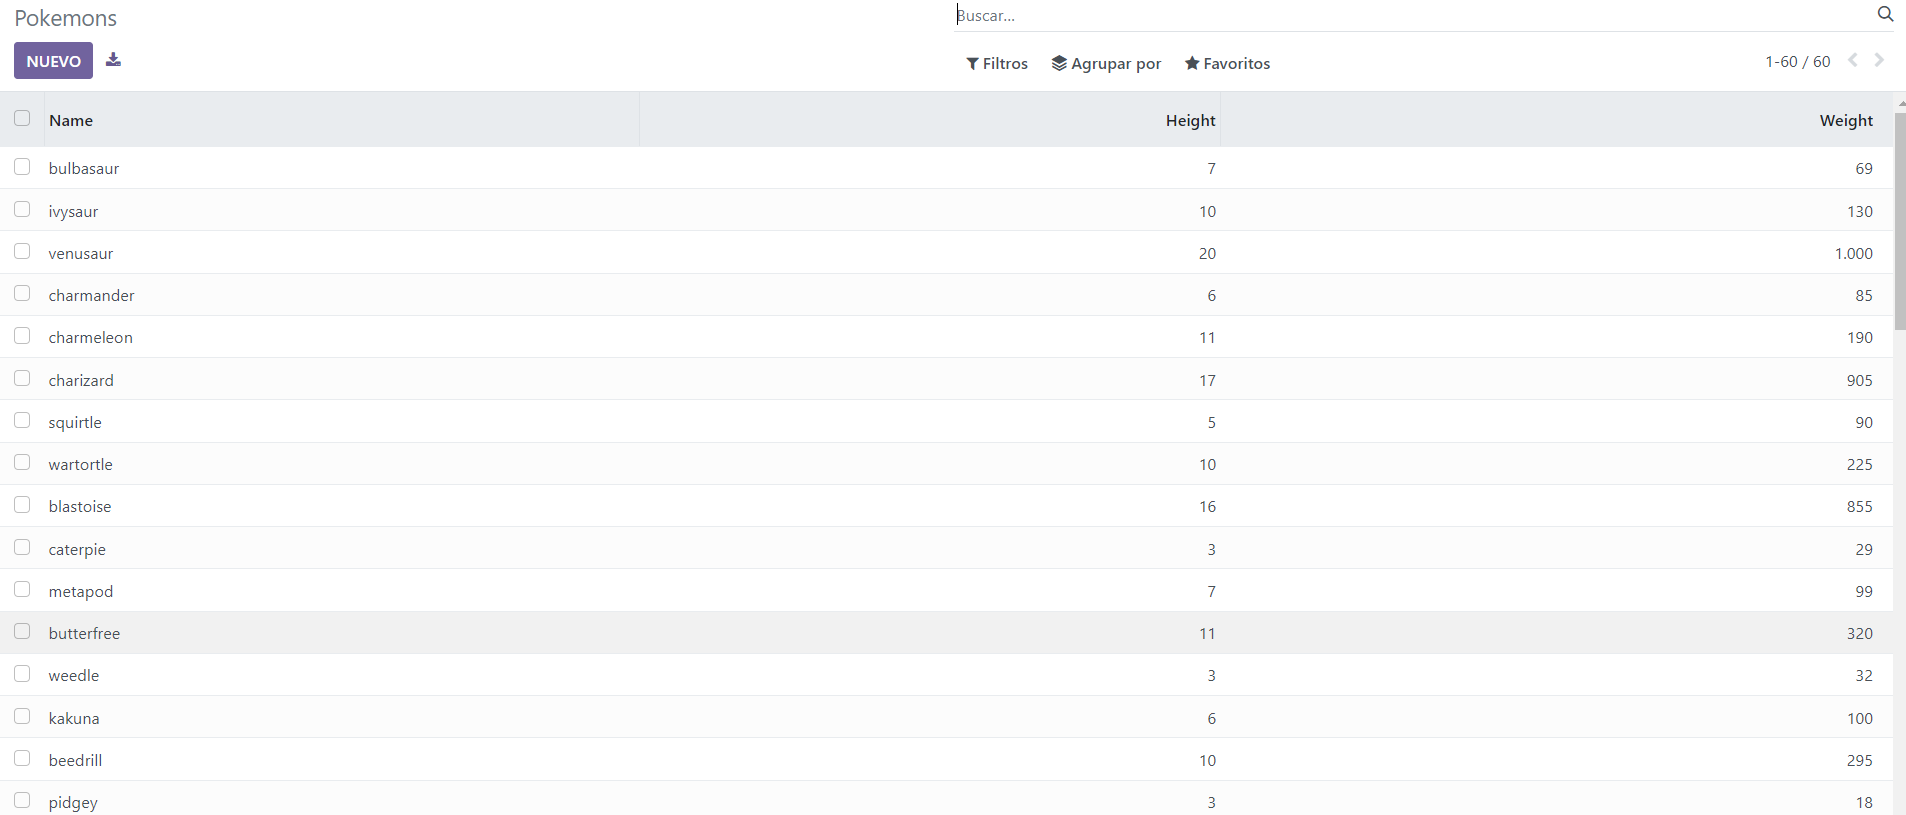 Pokemons
Buscar...
NUEVO
Filtros Agrupar por Favoritos 1-60 / 60
Name Height Weight
bulbasaur 7 69
ivysaur 10 130
venusaur 20 1.000
charmander 6 85
charmeleon 11 190
charizard 17 905
squirtle 5 90
wartortle 10 225
blastoise 16 855
caterpie 3 29
metapod 7 99
butterfree 11 320
weedle 3 32
kakuna 6 100
beedrill 10 295
pidgey 3 18